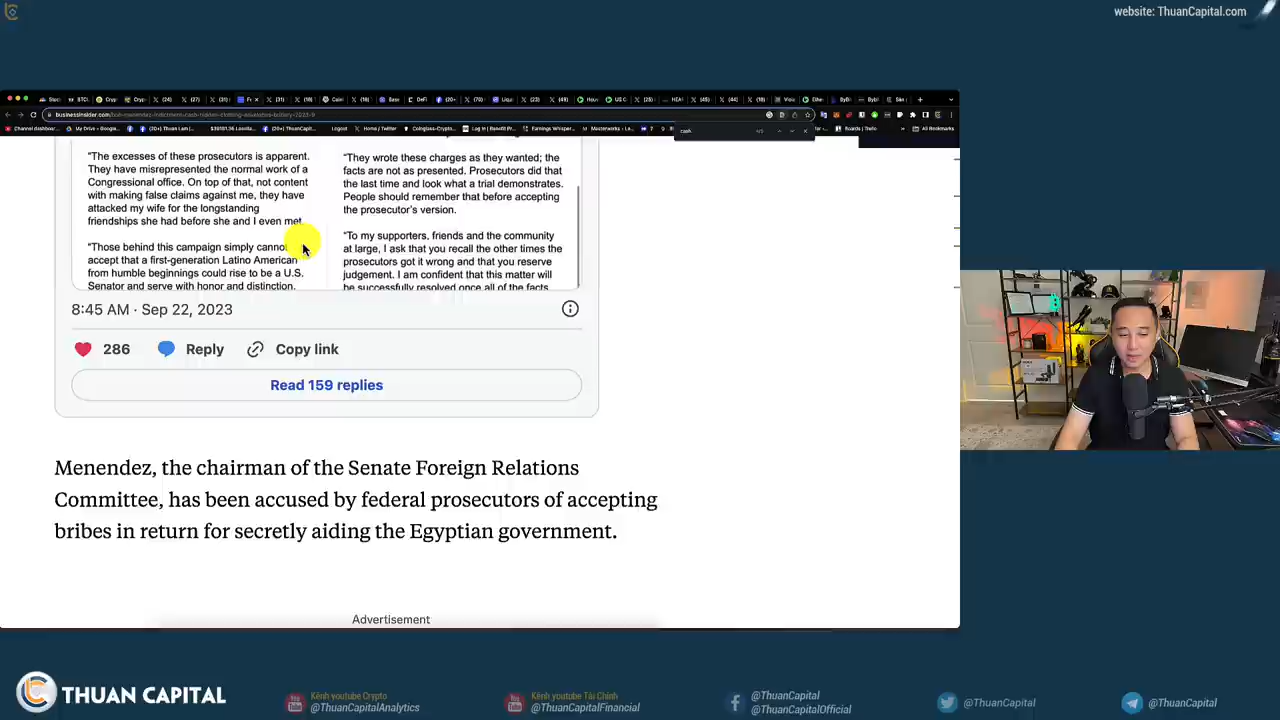 website: ThuanCapital.com
"The excesses of these prosecutors is apparent.
They have misrepresented the normal work of a
Congressional office. On top of that, not content
with making false claims against me, they have
attacked my wife for the longstanding
friendships she had before she and I even met.
"Those behind this campaign simply cannot
accept that a first-generation Latino American
from humble beginnings could rise to be a U.S.
Senator and serve with honor and distinction.
"They wrote these charges as they wanted; the
facts are not as presented. Prosecutors did that
the last time and look what a trial demonstrates.
People should remember that before accepting
the prosecutor's version.
"To my supporters, friends and the community
at large, I ask that you recall the other times the
prosecutors got it wrong and that you reserve
judgement. I am confident that this matter will
be successfully resolved once all of the facts
8:45 AM · Sep 22, 2023
286 Reply Copy link
Read 159 replies
Menendez, the chairman of the Senate Foreign Relations
Committee, has been accused by federal prosecutors of accepting
bribes in return for secretly aiding the Egyptian government.
Advertisement
THUAN CAPITAL
Kênh youtube Crypto
@ThuanCapitalAnalytics
Kênh youtube Tài Chính
@ThuanCapitalFinancial
@ThuanCapital
@ThuanCapitalOfficial
@ThuanCapital
@ThuanCapital